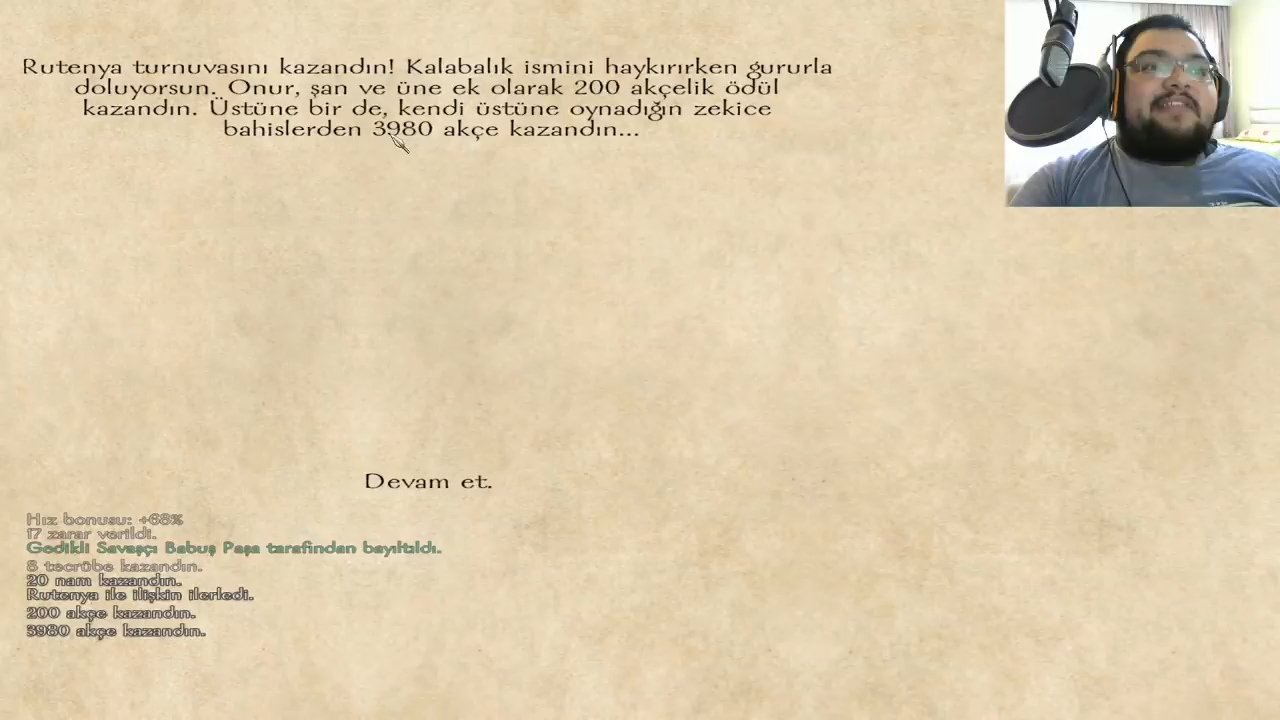 Rutenya turnuvasını kazandın! Kalabalık ismini haykırırken gururla
doluyorsun. Onur, şan ve üne ek olarak 200 akçelik ödül
kazandın. Üstüne bir de, kendi üstüne oynadığın zekice
bahislerden 3980 akçe kazandın...
Devam et.
Hız bonusu: +68%
17 zarar verildi.
Gedikli Savaşçı Babuş Paşa tarafından bayıltıldı.
8 tecrübe kazandın.
20 nam kazandın.
Rutenya ile ilişkin ilerledi.
200 akçe kazandın.
3980 akçe kazandın.